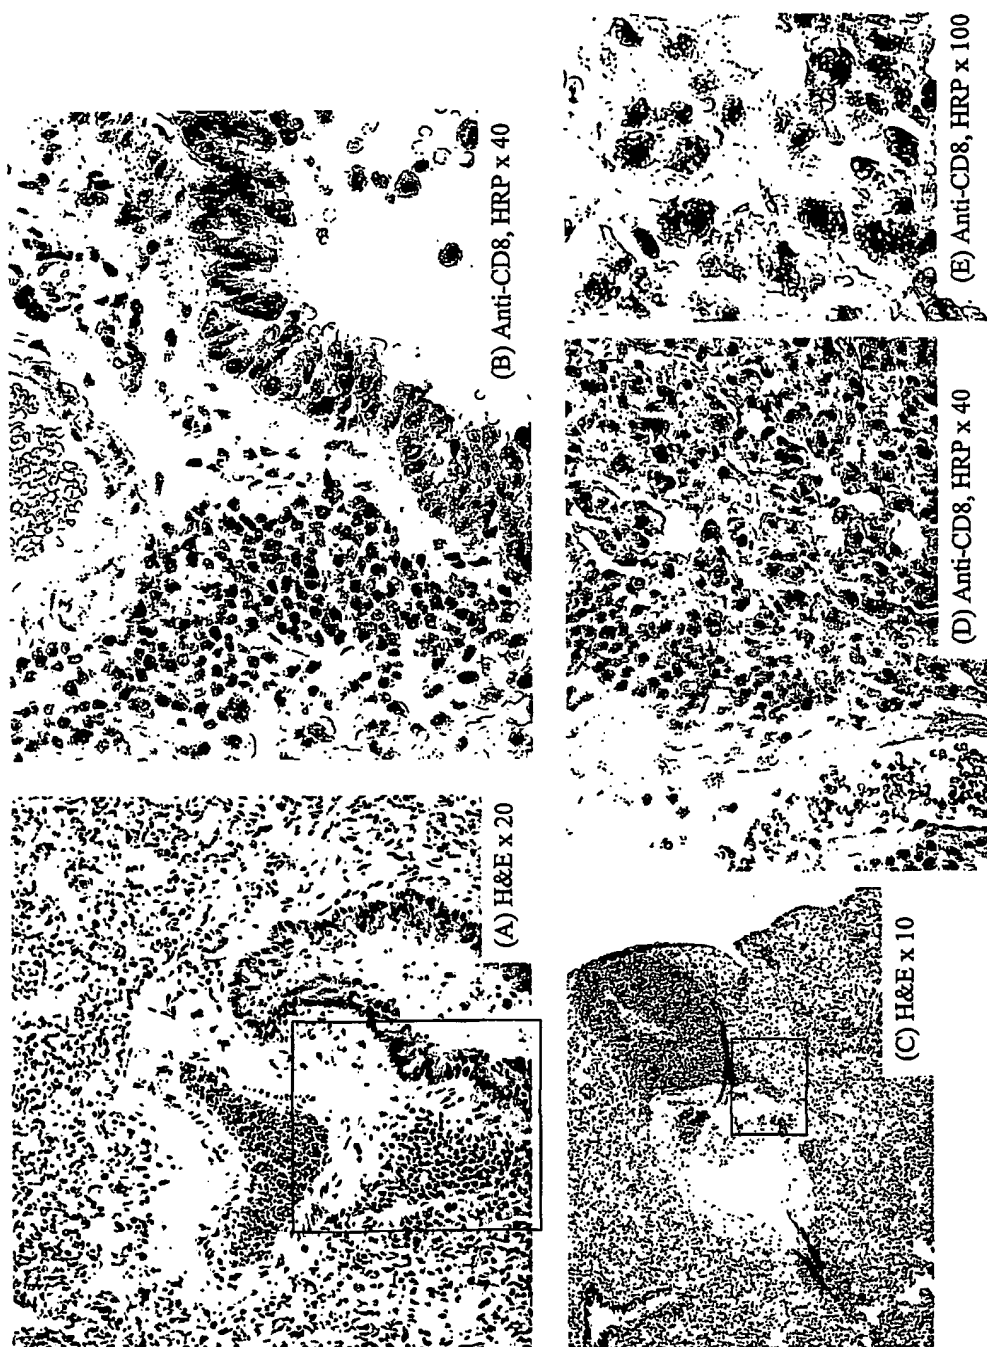 (A) H&E x 20
(B) Anti-CD8, HRP x 40
(C) H&E x 10
(D) Anti-CD8, HRP x 40
(E) Anti-CD8, HRP x 100